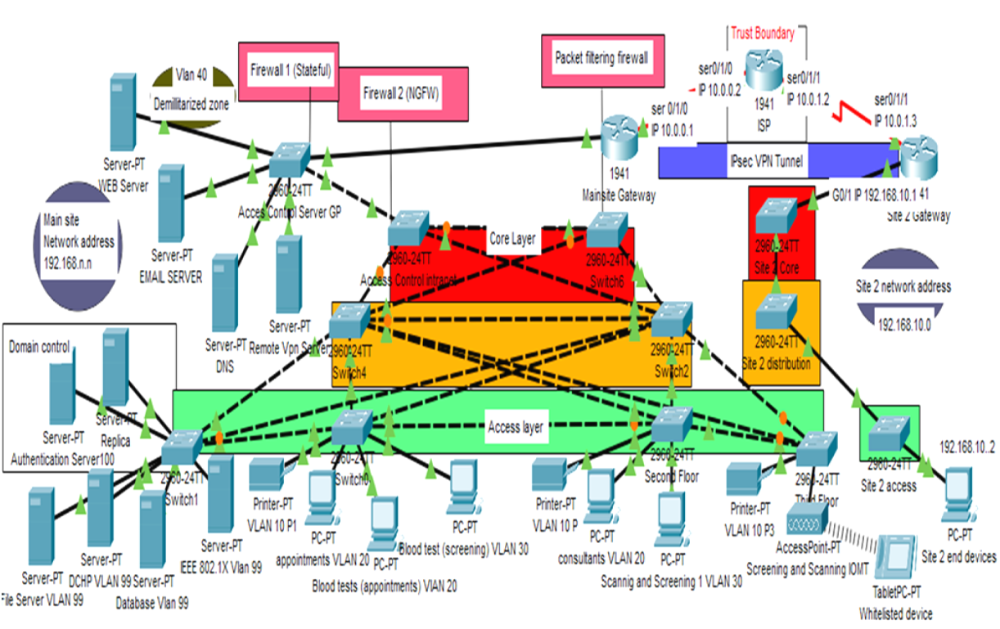 Trust Boundary
Vlan 40
Demillitarized zone
Firewall 1 (Stateful)
Firewall 2 (NGFW)
Packet filtering firewall
ser0/1/0
IP 10.0.0.2
1941
ISP
ser0/1/1
IP 10.0.1.2
ser0/1/1
IP 10.0.1.3
ser 0/1/0
IP 10.0.0.1
1941
Mainsite Gateway
IPsec VPN Tunnel
G0/1 IP 192.168.10.1 41
Site 2 Gateway
Server-PT
WEB Server
2960-24TT
Acces Control Server GP
Main site
Network address
192.168.n.n
Server-PT
EMAIL SERVER
Server-PT
DNS
Server-PT
Remote Vpn Server
Core Layer
2960-24TT
Access Control intranet
2960-24TT
Switch6
2960-24TT
Site 2 Core
Site 2 network address
192.168.10.0
2960-24TT
Switch4
2960-24TT
Switch2
2960-24TT
Site 2 distribution
Domain control
Server-PT
Replica
Server-PT
Authentication Server100
Access layer
2960-24TT
Switch1
2960-24TT
Switch0
2960-24TT
Second Floor
2960-24TT
Third Floor
2960-24TT
Site 2 access
192.168.10..2
Server-PT
File Server VLAN 99
Server-PT
DCHP VLAN 99
Server-PT
Database Vlan 99
Server-PT
IEEE 802.1X Vlan 99
Printer-PT
VLAN 10 P1
PC-PT
appointments VLAN 20
PC-PT
Blood tests (appointments) VIAN 20
PC-PT
Blood test (screening) VLAN 30
Printer-PT
VLAN 10 P
PC-PT
consultants VLAN 20
PC-PT
Scannig and Screening 1 VLAN 30
Printer-PT
VLAN 10 P3
AccessPoint-PT
Screening and Scanning IOMT
TabletPC-PT
Whitelisted device
PC-PT
Site 2 end devices